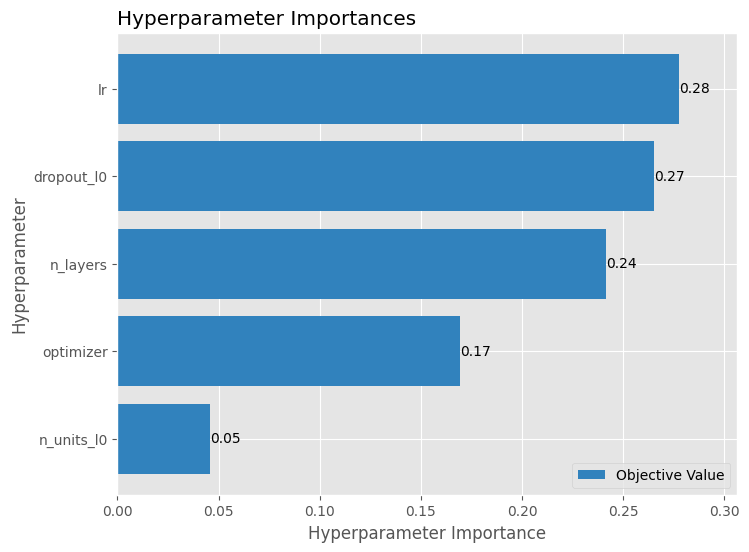 Hyperparameter Importances
Hyperparameter
lr
0.28
dropout_l0
0.27
n_layers
0.24
optimizer
0.17
n_units_l0
0.05
Objective Value
0.00 0.05 0.10 0.15 0.20 0.25 0.30
Hyperparameter Importance